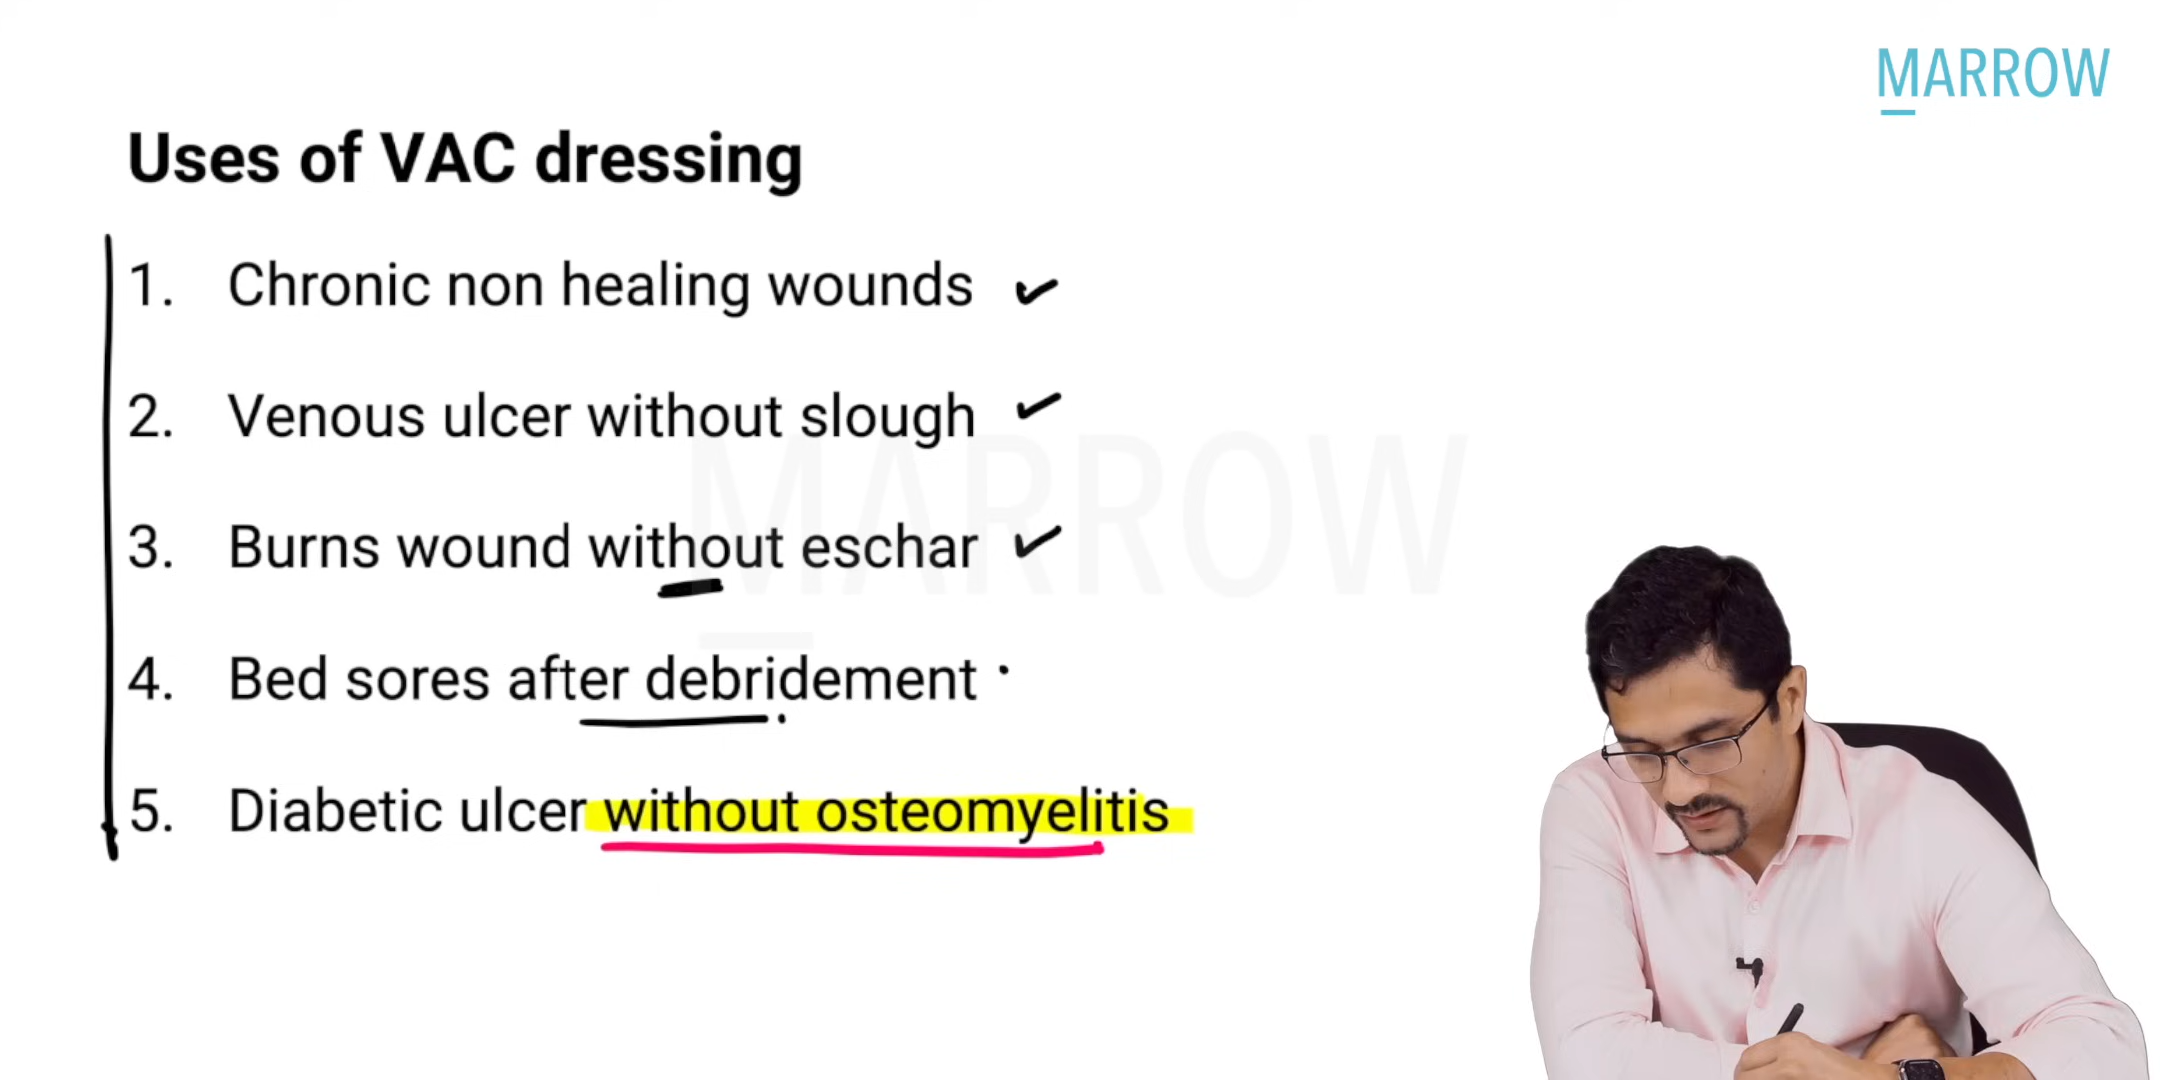 MARROW
Uses of VAC dressing
1. Chronic non healing wounds
2. Venous ulcer without slough
3. Burns wound without eschar
4. Bed sores after debridement
5. Diabetic ulcer without osteomyelitis
MARROW